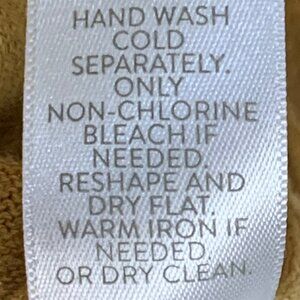 HAND WASH
COLD
SEPARATELY.
ONLY
NON-CHLORINE
BLEACH IF
NEEDED.
RESHAPE AND
DRY FLAT.
WARM IRON IF
NEEDED
OR DRY CLEAN.